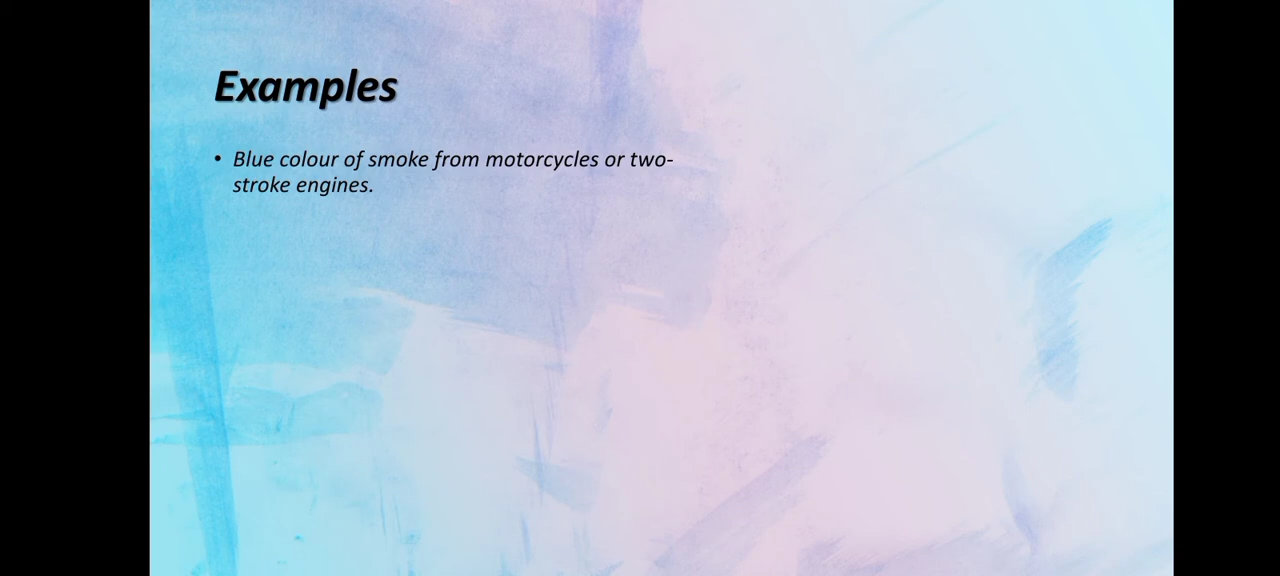 Examples
• Blue colour of smoke from motorcycles or two-
stroke engines.